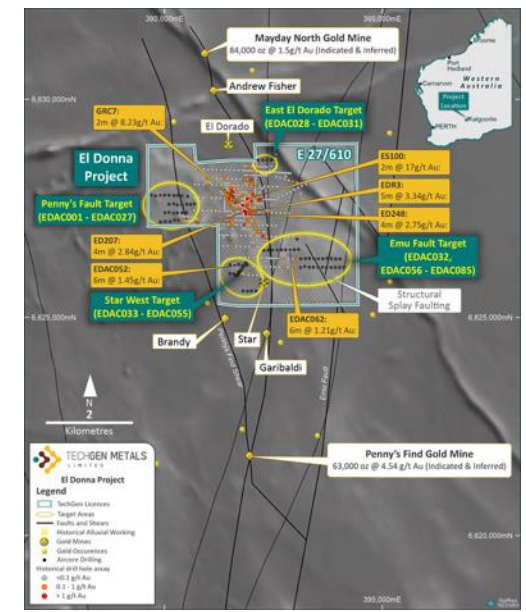 390,000mE
395,000mE
Mayday North Gold Mine
84,000 oz @ 1.5g/t Au (Indicated & Inferred)
Andrew Fisher
Broome
Port
Hedland
Carnarvon
Western
Australia
Project
Location
Kalgoorlie
PERTH
6,830,000mN
GRC7:
2m @ 8.23g/t Au:
East El Dorado Target
(EDAC028 - EDAC031)
El Dorado
El Donna
Project
E 27/610
ES100:
2m @ 17g/t Au:
Penny's Fault Target
(EDAC001 - EDAC027)
EDR3:
5m @ 3.34g/t Au:
ED248:
4m @ 2.75g/t Au:
ED207:
4m @ 2.84g/t Au:
Emu Fault Target
(EDAC032,
EDAC056 - EDAC085)
EDAC052:
6m @ 1.45g/t Au:
Star West Target
(EDAC033 - EDAC055)
Structural
Splay Faulting
6,625,000mN
EDAC062:
6m @ 1.21g/t Au:
Brandy
Star
Garibaldi
Penny's Find Shear
Emu Fault
N
2
Kilometres
Penny's Find Gold Mine
63,000 oz @ 4.54 g/t Au (Indicated & Inferred)
TECHGEN METALS
LIMITED
El Donna Project
Legend
TechGen Licences
Target Areas
Faults and Shears
Historical Alluvial Working
Gold Mines
Gold Occurences
Aircore Drilling
Historical drill hole assay
<0.1 g/t Au
0.1 - 1 g/t Au
> 1 g/t Au
6,620,000mN
395,000mE